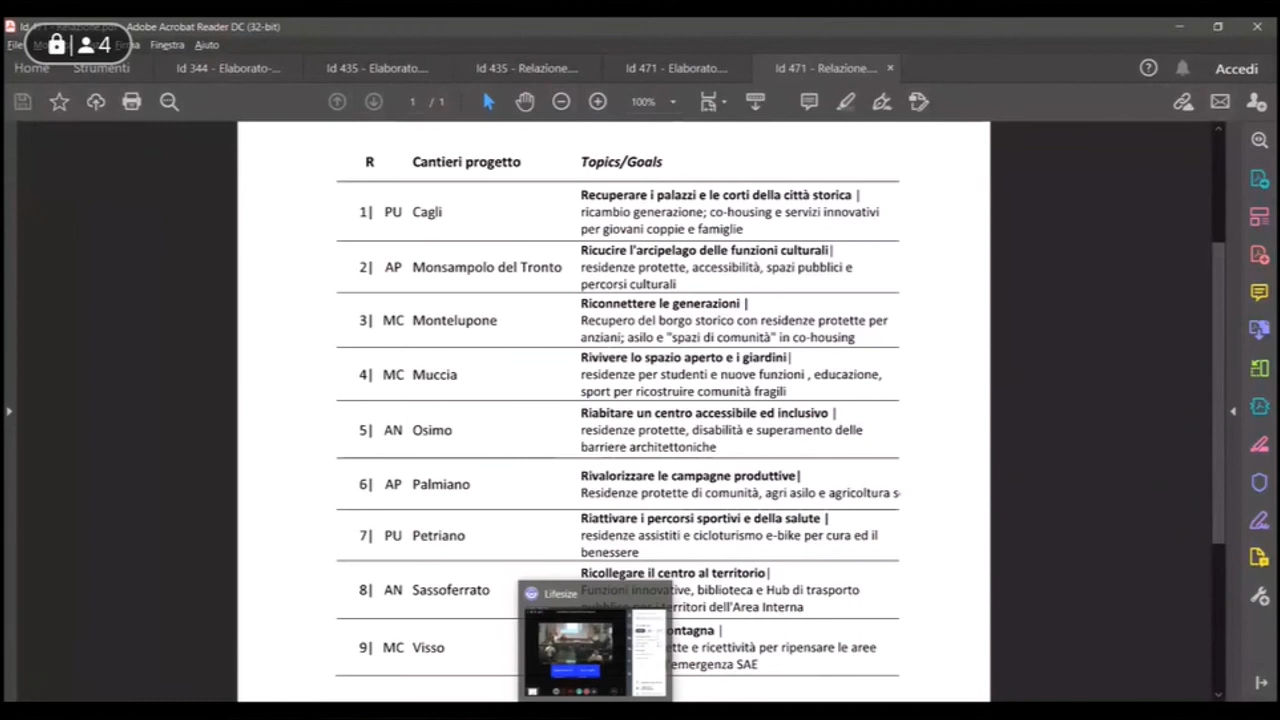 Adobe Acrobat Reader DC (32-bit)
4
Finestra Aiuto
Home Strumenti Id 344 - Elaborato-... Id 435 - Elaborato.... Id 435 - Relazione.... Id 471 - Elaborato.... Id 471 - Relazione.... × Accedi
1 / 1 100%
R Cantieri progetto Topics/Goals
Recuperare i palazzi e le corti della città storica |
1| PU Cagli ricambio generazione; co-housing e servizi innovativi
per giovani coppie e famiglie
Ricucire l'arcipelago delle funzioni culturali|
2| AP Monsampolo del Tronto residenze protette, accessibilità, spazi pubblici e
percorsi culturali
Riconnettere le generazioni |
3| MC Montelupone Recupero del borgo storico con residenze protette per
anziani; asilo e "spazi di comunità" in co-housing
Rivivere lo spazio aperto e i giardini|
4| MC Muccia residenze per studenti e nuove funzioni , educazione,
sport per ricostruire comunità fragili
Riabitare un centro accessibile ed inclusivo |
5| AN Osimo residenze protette, disabilità e superamento delle
barriere architettoniche
Rivalorizzare le campagne produttive|
6| AP Palmiano Residenze protette di comunità, agri asilo e agricoltura s
Riattivare i percorsi sportivi e della salute |
7| PU Petriano residenze assistiti e cicloturismo e-bike per cura ed il
benessere
Ricollegare il centro al territorio|
8| AN Sassoferrato Funzioni innovative, biblioteca e Hub di trasporto
territori dell'Area Interna
Lifesize
ontagna |
9| MC Visso ette e ricettività per ripensare le aree
emergenza SAE